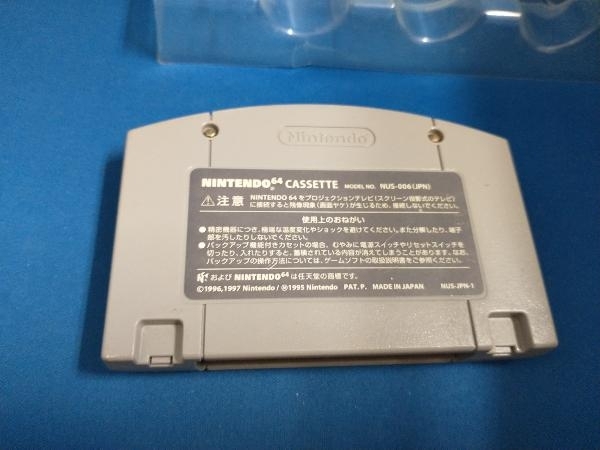 Nintendo
NINTENDO 64 CASSETTE MODEL NO. NUS-006(JPN)
⚠注意 NINTENDO 64をプロジェクションテレビ(スクリーン投影式のテレビ)
に接続すると残像現象(画面ヤケ)が生じるため、接続しないでください。
使用上のおねがい
●精密機器につき、極端な温度変化やショックを避けてください。また分解したり、端子
部を汚したりしないでください。
●バックアップ機能付きカセットの場合、むやみに電源スイッチやリセットスイッチを
切ったり、入れたりすると、蓄積されている内容が消えてしまうことがあります。なお、
バックアップの操作方法については、ゲームソフトの取扱説明書をご参照ください。
および NINTENDO 64 は任天堂の商標です。
©1996,1997 Nintendo/Ⓜ1995 Nintendo PAT. P. MADE IN JAPAN NUS-JPN-1